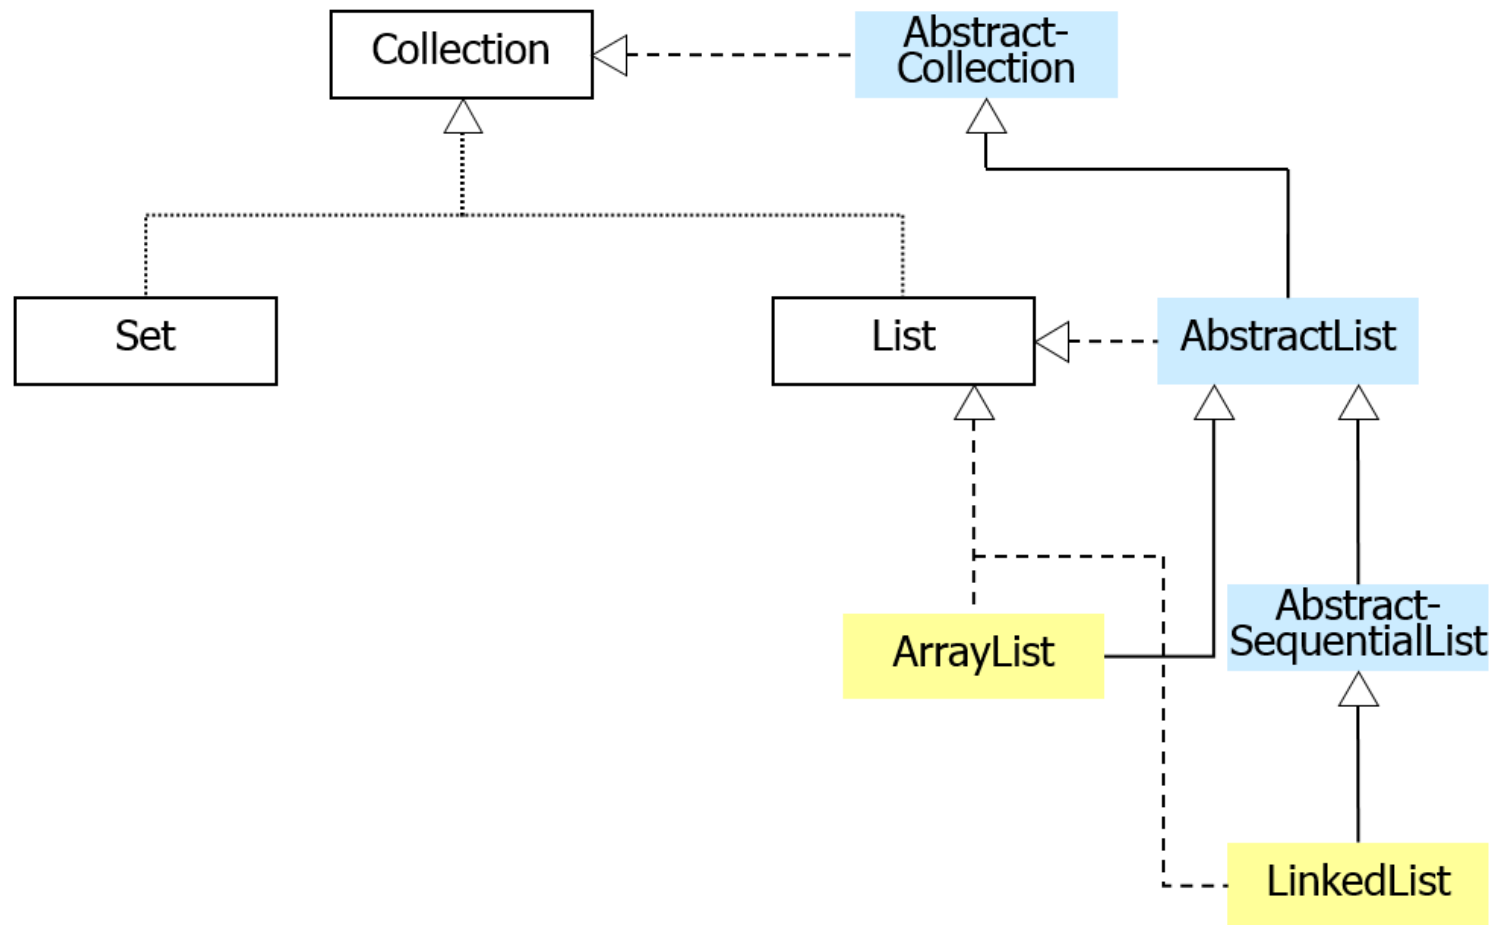 Collection
Abstract-
Collection
Set
List
AbstractList
Abstract-
SequentialList
ArrayList
LinkedList